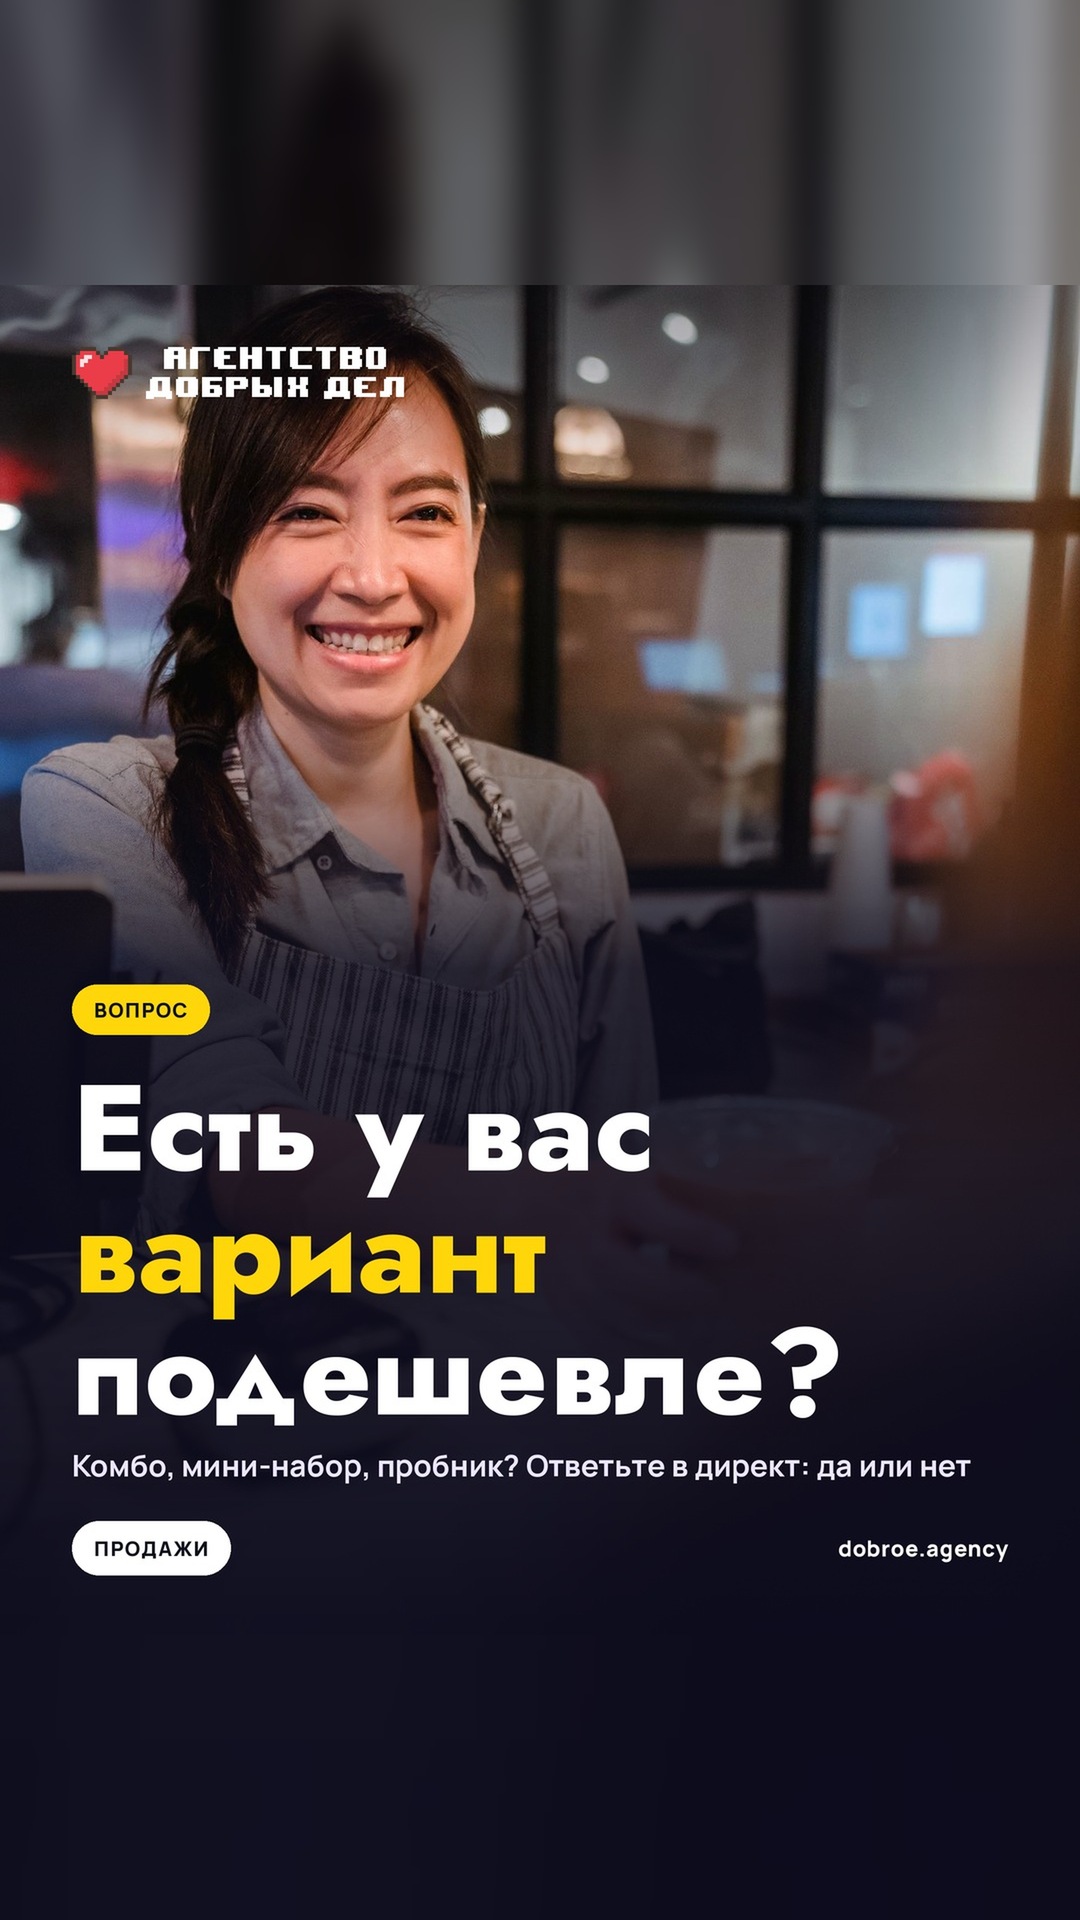 АГЕНТСТВО
ДОБРЫХ ДЕЛ
ВОПРОС
Есть у вас
вариант
подешевле?
Комбо, мини-набор, пробник? Ответьте в директ: да или нет
ПРОДАЖИ
dobroe.agency